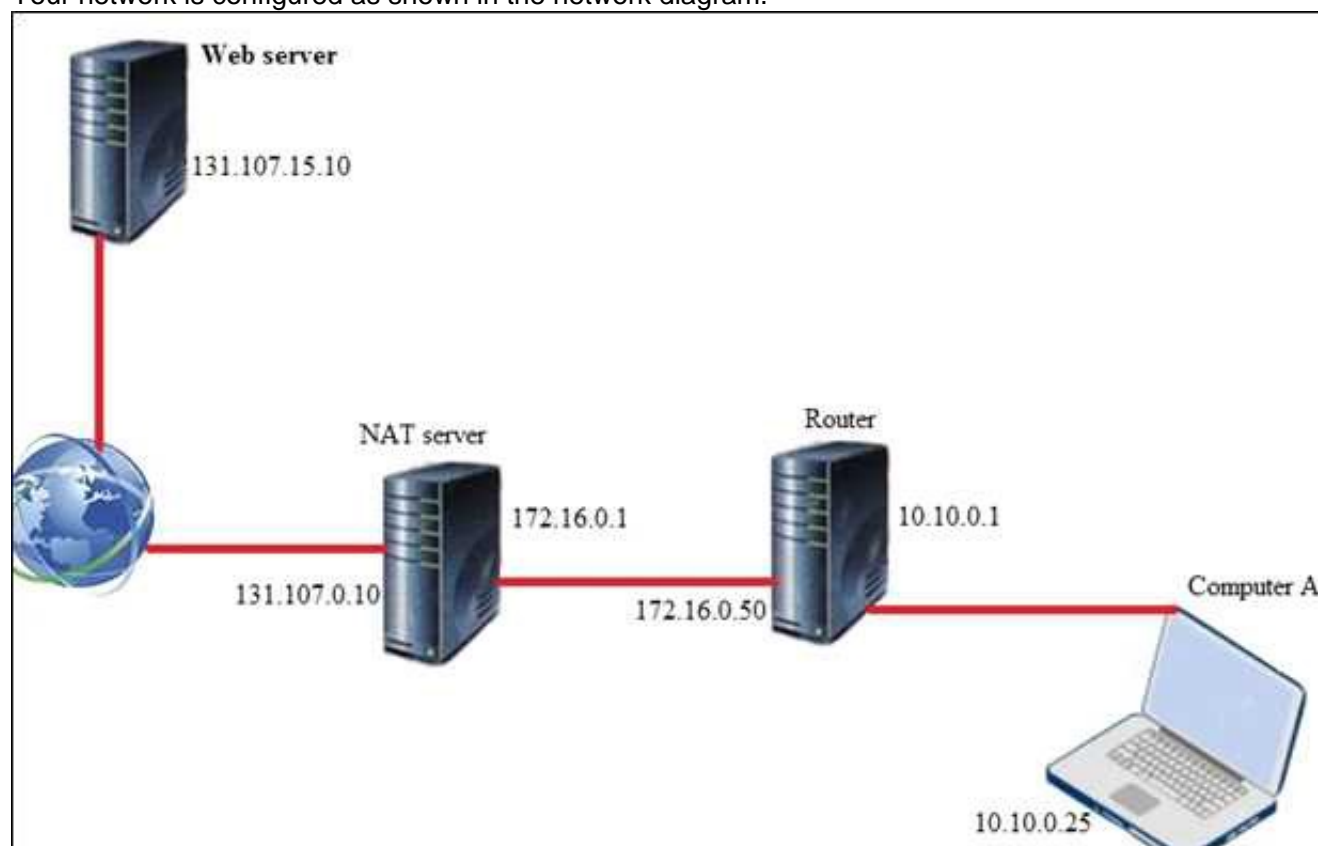 Your network is configured as shown in the network diagram.
Web server
131.107.15.10
NAT server
172.16.0.1
131.107.0.10
Router
10.10.0.1
172.16.0.50
Computer A
10.10.0.25